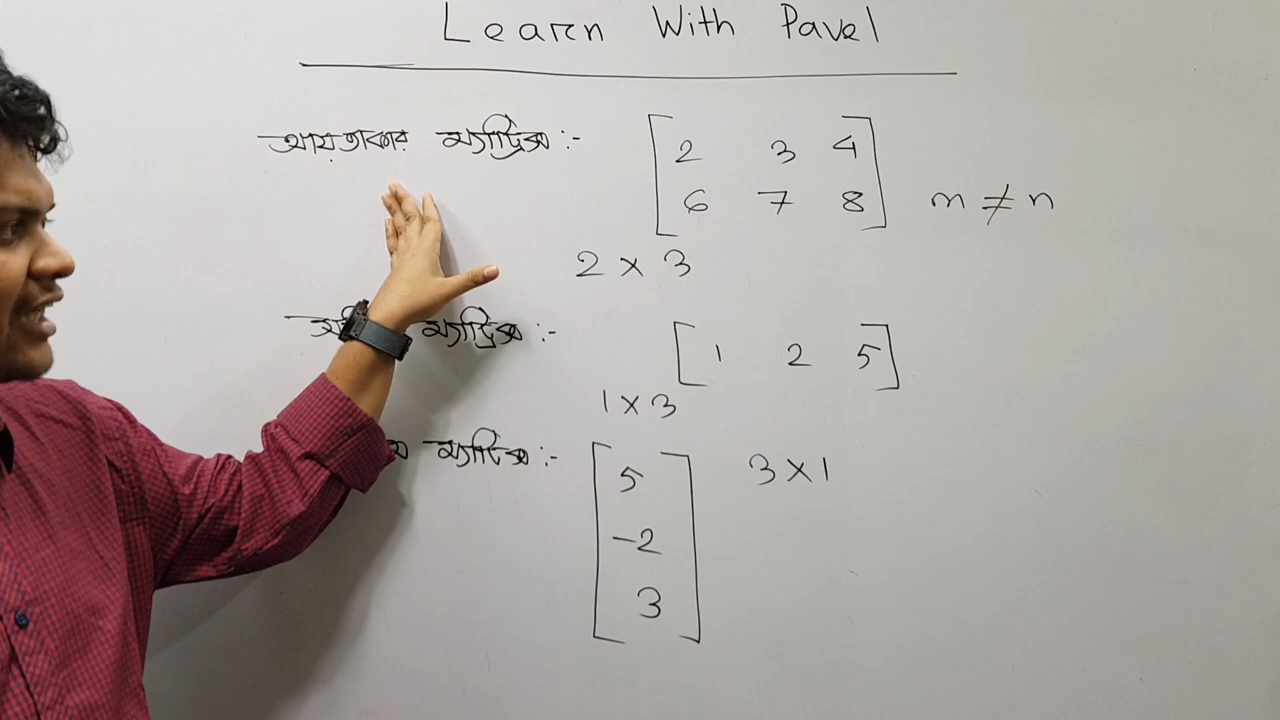 Learn With Pavel
আয়তাকার ম্যাট্রিক্স :- [2 3 4
6 7 8] m ≠ n
2 × 3
ম্যাট্রিক্স :- [1 2 5]
1 × 3
ম্যাট্রিক্স :- [5 3 × 1
-2
3]